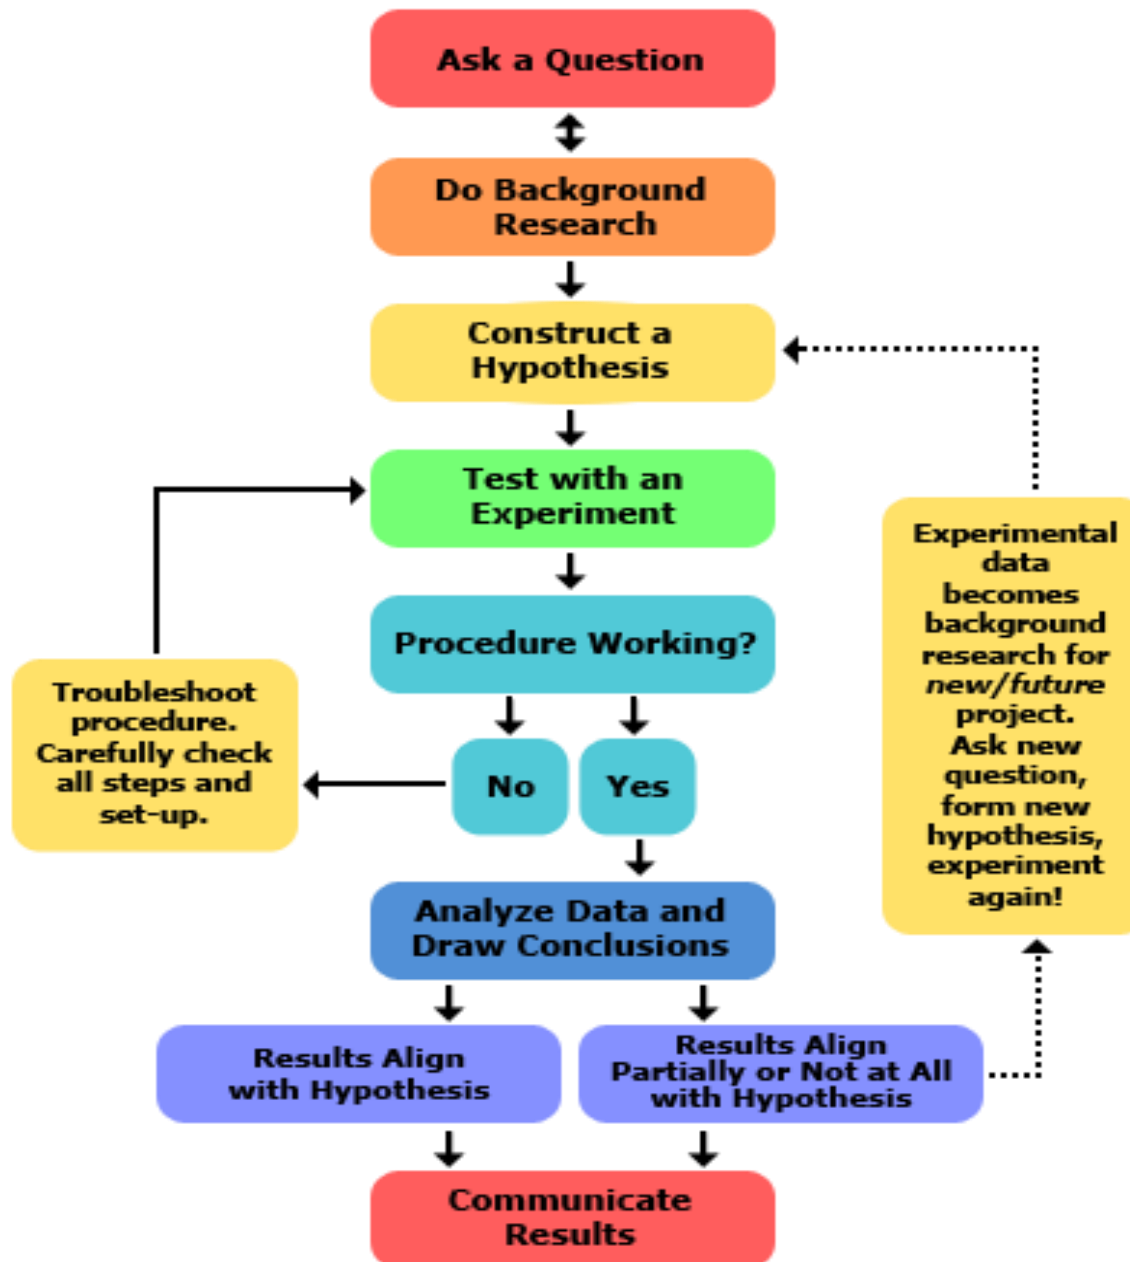 Ask a Question
Do Background
Research
Construct a
Hypothesis
Test with an
Experiment
Procedure Working?
No
Yes
Troubleshoot
procedure.
Carefully check
all steps and
set-up.
Experimental
data
becomes
background
research for
new/future
project.
Ask new
question,
form new
hypothesis,
experiment
again!
Analyze Data and
Draw Conclusions
Results Align
with Hypothesis
Results Align
Partially or Not at All
with Hypothesis
Communicate
Results